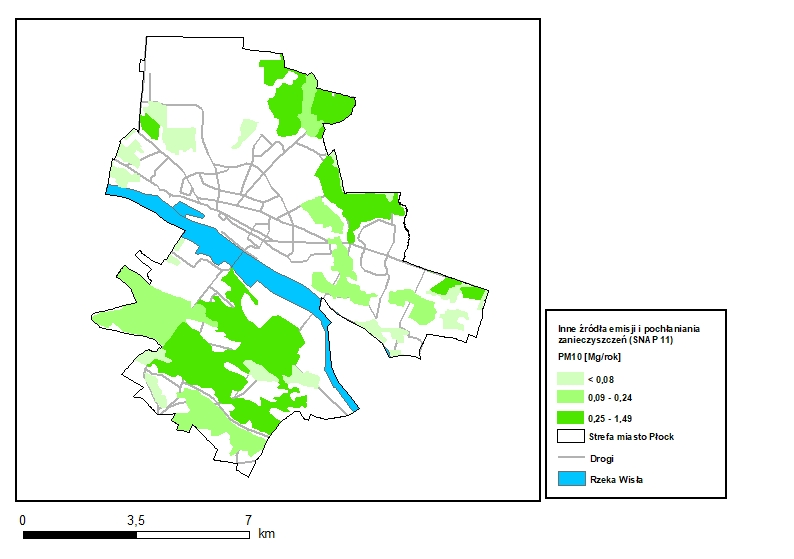 Inne źródła emisji i pochłaniania
zanieczyszczeń (SNAP 11)
PM10 [Mg/rok]
< 0,08
0,09 - 0,24
0,25 - 1,49
Strefa miasto Płock
Drogi
Rzeka Wisła
0 3,5 7
km